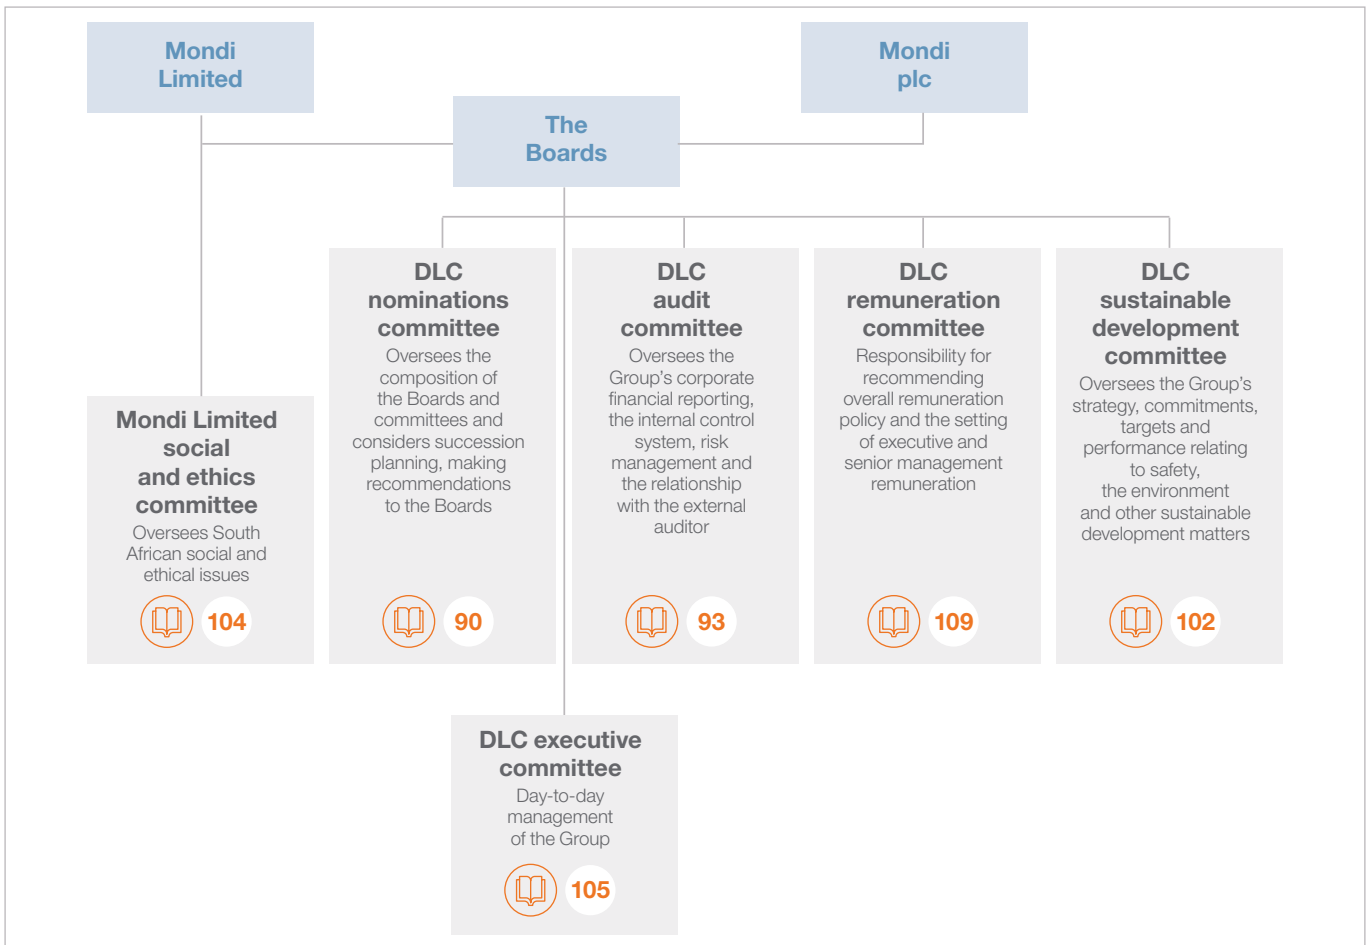 Mondi
Limited
Mondi
plc
The
Boards
Mondi Limited
social
and ethics
committee
Oversees South
African social and
ethical issues
104
DLC
nominations
committee
Oversees the
composition of
the Boards and
committees and
considers succession
planning, making
recommendations
to the Boards
90
DLC
audit
committee
Oversees the
Group’s corporate
financial reporting,
the internal control
system, risk
management and
the relationship
with the external
auditor
93
DLC
remuneration
committee
Responsibility for
recommending
overall remuneration
policy and the setting
of executive and
senior management
remuneration
109
DLC
sustainable
development
committee
Oversees the Group’s
strategy, commitments,
targets and
performance relating
to safety,
the environment
and other sustainable
development matters
102
DLC executive
committee
Day-to-day
management
of the Group
105